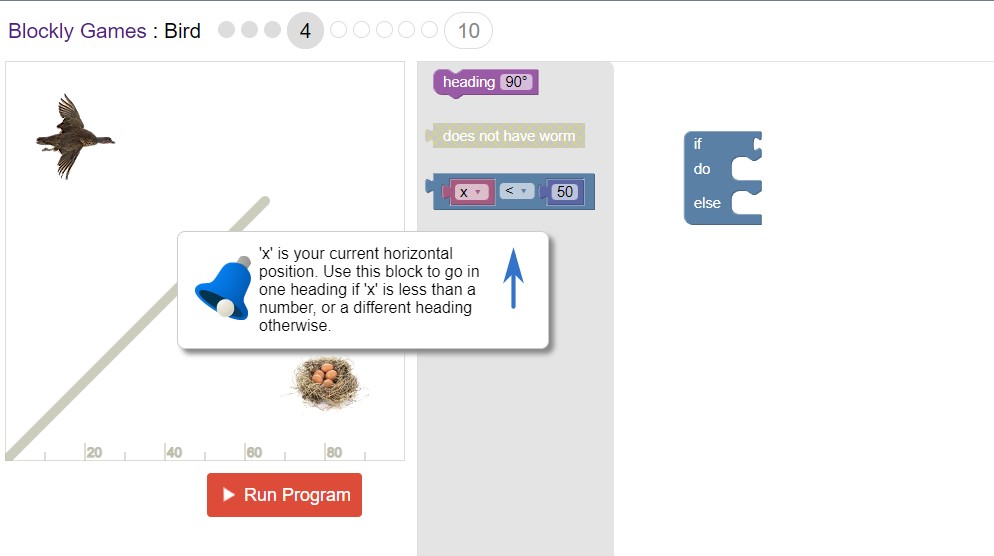 Blockly Games : Bird 4 10
heading 90°
does not have worm
x < 50
if
do
else
'x' is your current horizontal
position. Use this block to go in
one heading if 'x' is less than a
number, or a different heading
otherwise.
20 40 60 80
Run Program